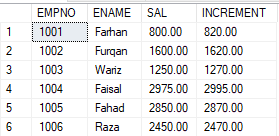 EMPNO ENAME SAL INCREMENT
1 1001 Farhan 800.00 820.00
2 1002 Furqan 1600.00 1620.00
3 1003 Wariz 1250.00 1270.00
4 1004 Faisal 2975.00 2995.00
5 1005 Fahad 2850.00 2870.00
6 1006 Raza 2450.00 2470.00